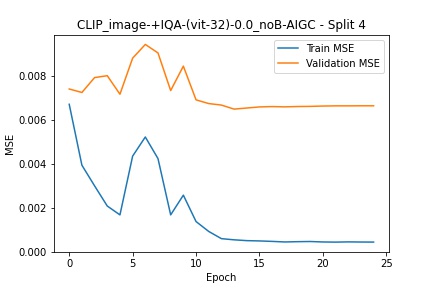 CLIP_image-+IQA-(vit-32)-0.0_noB-AIGC - Split 4
Train MSE
Validation MSE
MSE
0.008
0.006
0.004
0.002
0.000
0
5
10
15
20
25
Epoch